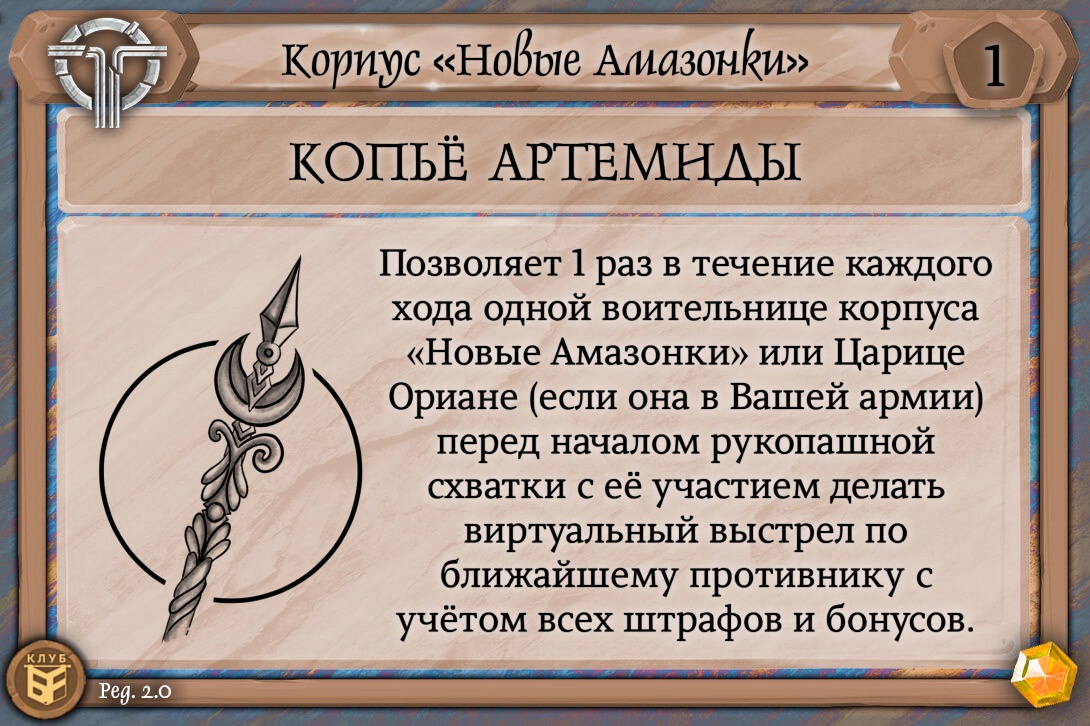 Корпус «Новые Амазонки»
1
КОПЬЁ АРТЕМИДЫ
Позволяет 1 раз в течение каждого
хода одной воительнице корпуса
«Новые Амазонки» или Царице
Ориане (если она в Вашей армии)
перед началом рукопашной
схватки с её участием делать
виртуальный выстрел по
ближайшему противнику с
учётом всех штрафов и бонусов.
КЛУБ
Ред. 2.0